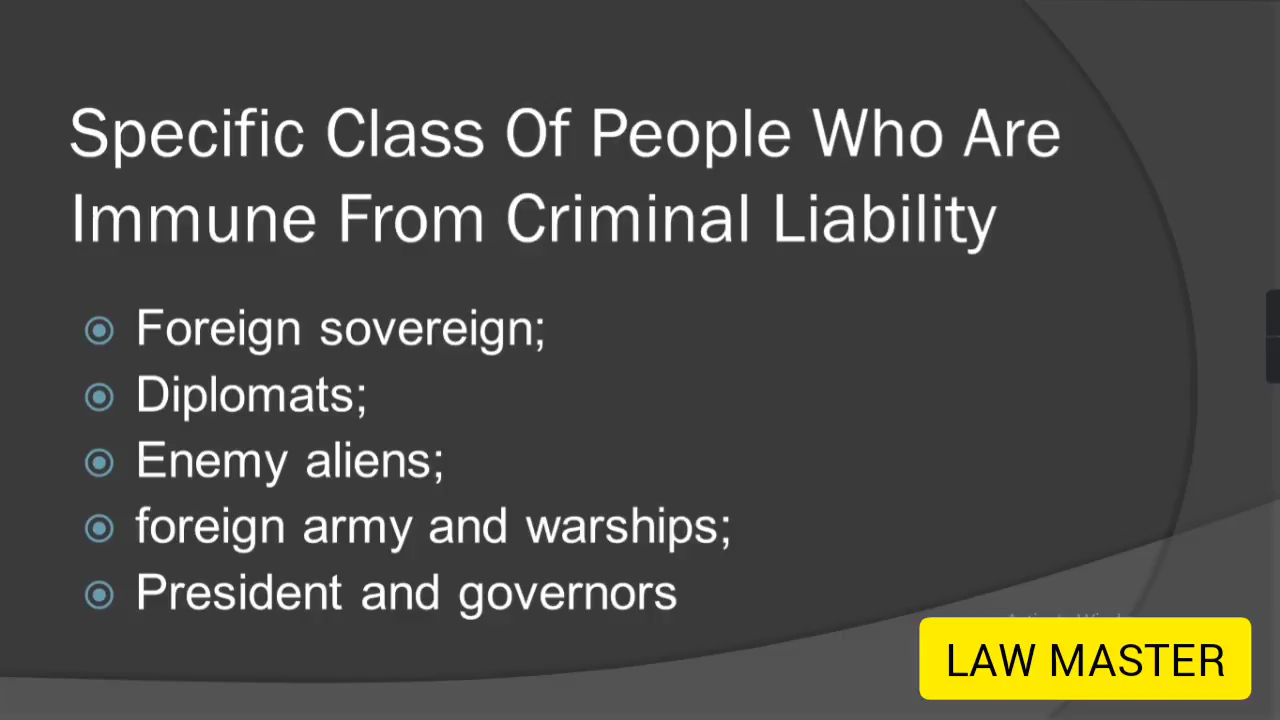 Specific Class Of People Who Are
Immune From Criminal Liability
Foreign sovereign;
Diplomats;
Enemy aliens;
foreign army and warships;
President and governors
LAW MASTER